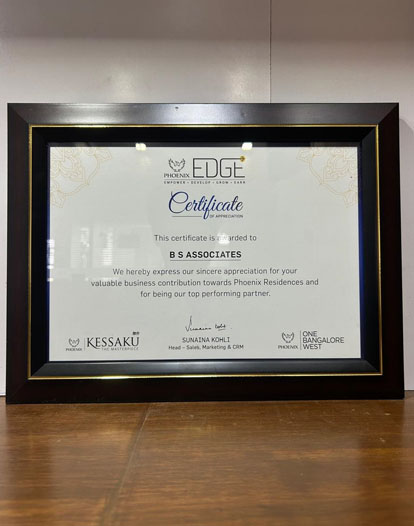 PHOENIX EDGE
EMPOWER • DEVELOP • GROW • EARN
Certificate
OF APPRECIATION
This certificate is awarded to
B S ASSOCIATES
We hereby express our sincere appreciation for your
valuable business contribution towards Phoenix Residences and
for being our top performing partner.
Sunaina Kohli
SUNAINA KOHLI
Head - Sales, Marketing & CRM
PHOENIX KESSAKU
THE MASTERPIECE
PHOENIX
ONE
BANGALORE
WEST